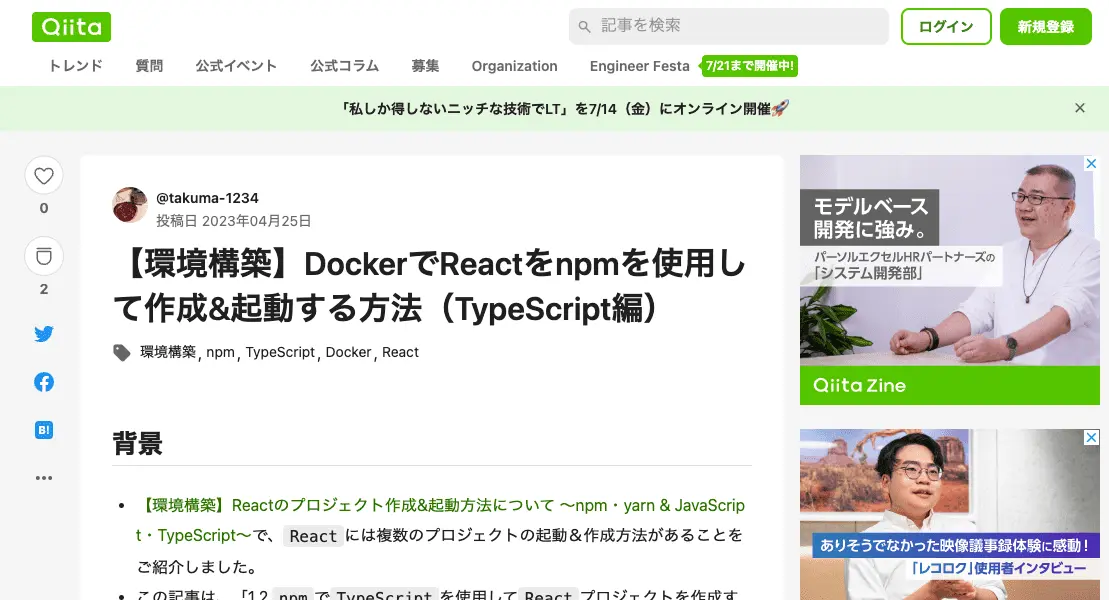 Qiita
記事を検索
ログイン
新規登録
トレンド
質問
公式イベント
公式コラム
募集
Organization
Engineer Festa
7/21まで開催中!
「私しか得しないニッチな技術でLT」を7/14（金）にオンライン開催🚀
0
2
B!
@takuma-1234
投稿日 2023年04月25日
【環境構築】DockerでReactをnpmを使用し
て作成&起動する方法（TypeScript編）
環境構築, npm, TypeScript, Docker, React
背景
【環境構築】Reactのプロジェクト作成&起動方法について 〜npm・yarn & JavaScrip
t・TypeScript〜で、 Reactには複数のプロジェクトの起動＆作成方法があることを
ご紹介しました。
この記事は、「1.2. npm で TypeScript を使用して React プロジェクトを作成す
モデルベース
開発に強み。
パーソルエクセルHRパートナーズの
「システム開発部」
Qiita Zine
ありそうでなかった映像議事録体験に感動！
「レコロク」使用者インタビュー